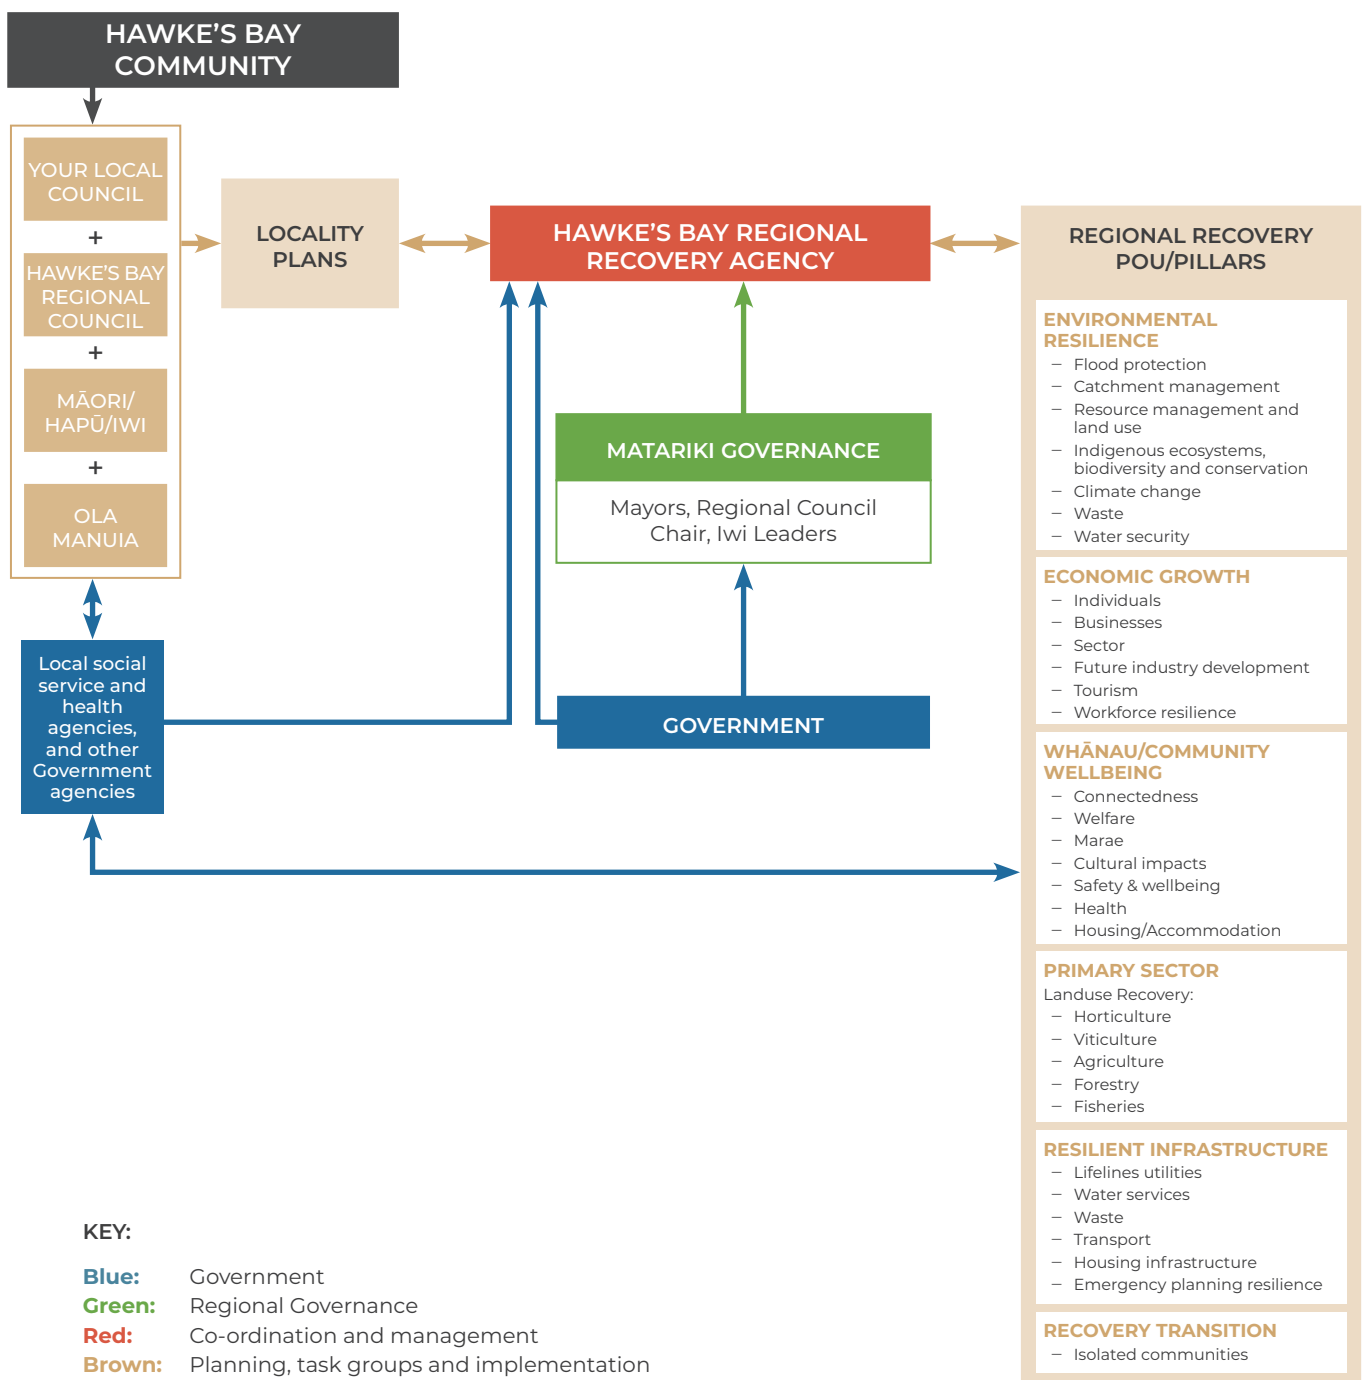 HAWKE'S BAY
COMMUNITY
YOUR LOCAL
COUNCIL
+
HAWKE'S BAY
REGIONAL
COUNCIL
+
MĀORI/
HAPŪ/IWI
+
OLA
MANUIA
Local social
service and
health
agencies,
and other
Government
agencies
LOCALITY
PLANS
HAWKE'S BAY REGIONAL
RECOVERY AGENCY
MATARIKI GOVERNANCE
Mayors, Regional Council
Chair, Iwi Leaders
GOVERNMENT
REGIONAL RECOVERY
POU/PILLARS
ENVIRONMENTAL
RESILIENCE
– Flood protection
– Catchment management
– Resource management and
land use
– Indigenous ecosystems,
biodiversity and conservation
– Climate change
– Waste
– Water security
ECONOMIC GROWTH
– Individuals
– Businesses
– Sector
– Future industry development
– Tourism
– Workforce resilience
WHĀNAU/COMMUNITY
WELLBEING
– Connectedness
– Welfare
– Marae
– Cultural impacts
– Safety & wellbeing
– Health
– Housing/Accommodation
PRIMARY SECTOR
Landuse Recovery:
– Horticulture
– Viticulture
– Agriculture
– Forestry
– Fisheries
RESILIENT INFRASTRUCTURE
– Lifelines utilities
– Water services
– Waste
– Transport
– Housing infrastructure
– Emergency planning resilience
RECOVERY TRANSITION
– Isolated communities
KEY:
Blue: Government
Green: Regional Governance
Red: Co-ordination and management
Brown: Planning, task groups and implementation